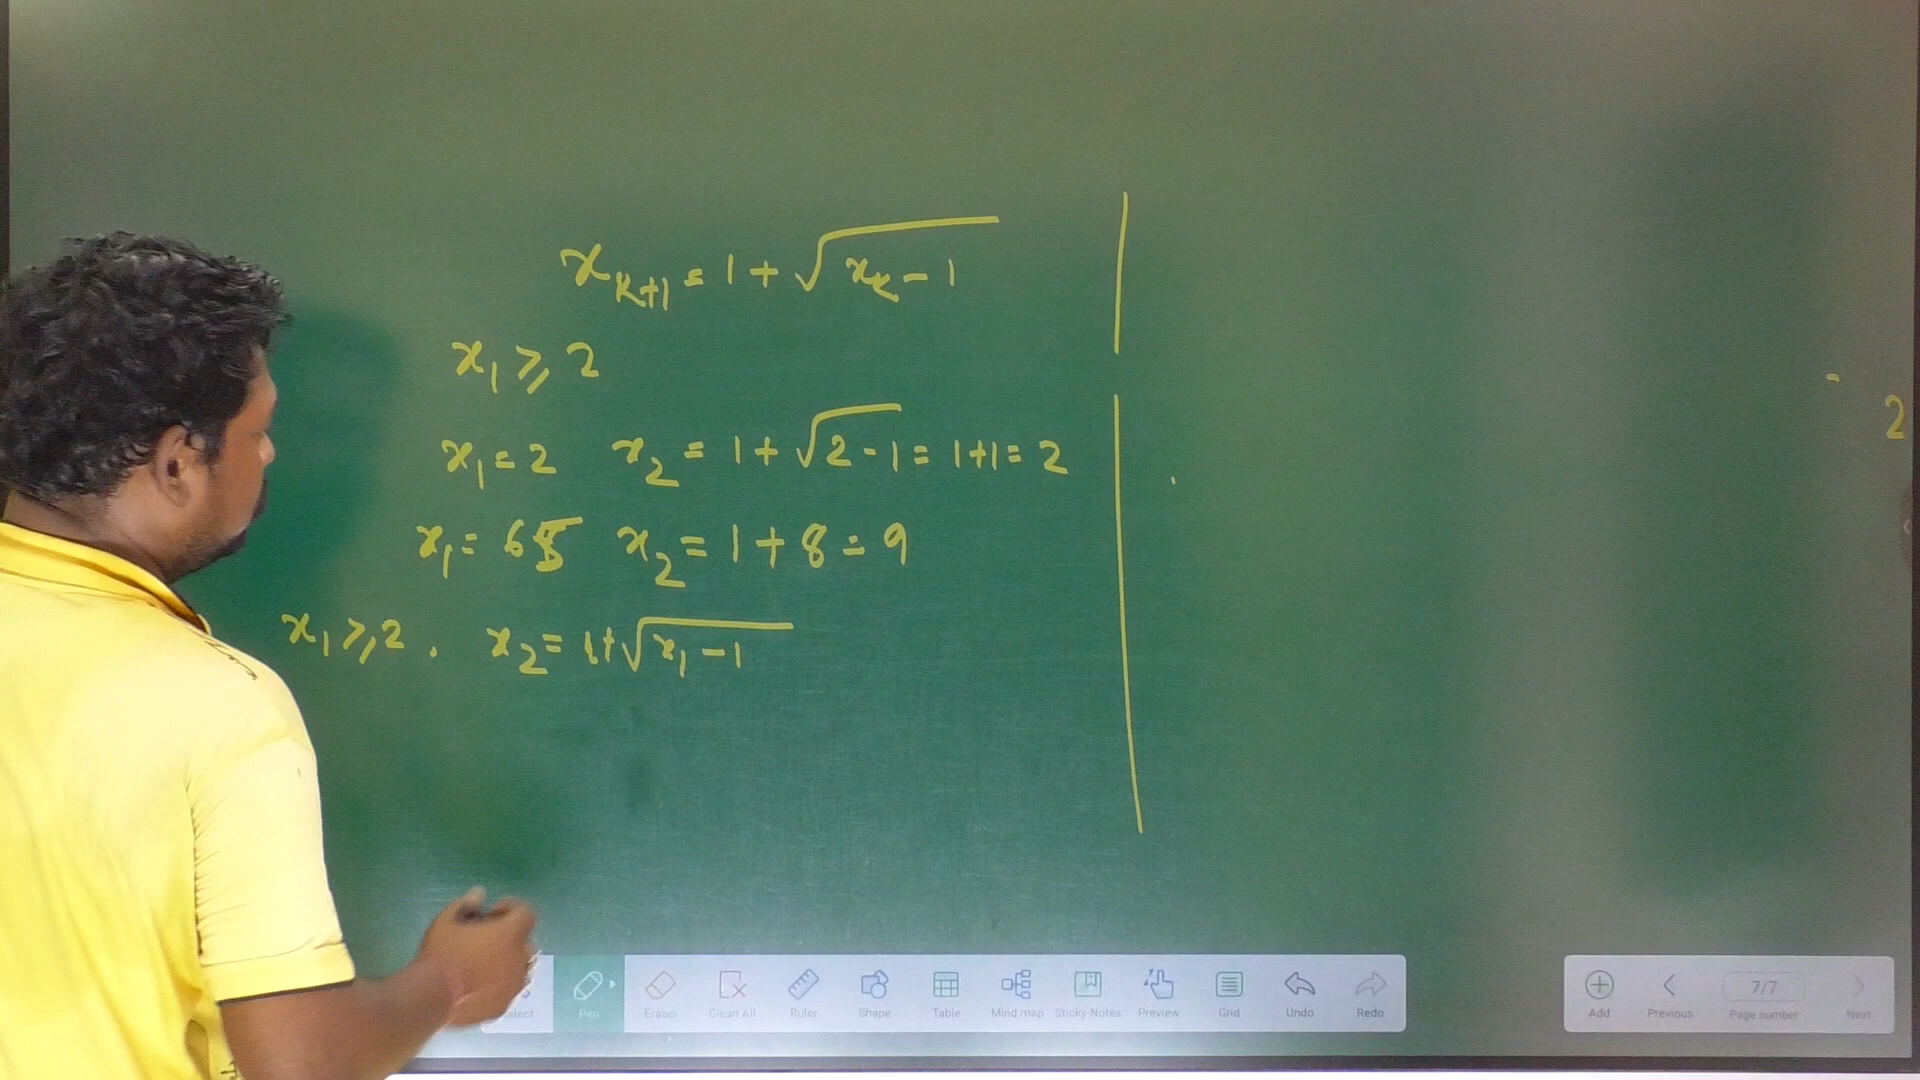 x_{k+1} = 1 + √(x_k − 1)
x_1 ⩾ 2
x_1 = 2   x_2 = 1 + √(2 − 1) = 1+1 = 2
x_1 = 65   x_2 = 1 + 8 = 9
x_1 ⩾ 2 .   x_2 = 1+√(x_1 − 1)
2
Pen Eraser Clean All Ruler Shape Table Mind map Sticky-Notes Preview Grid Undo Redo
Add Previous 7/7 Page number Next